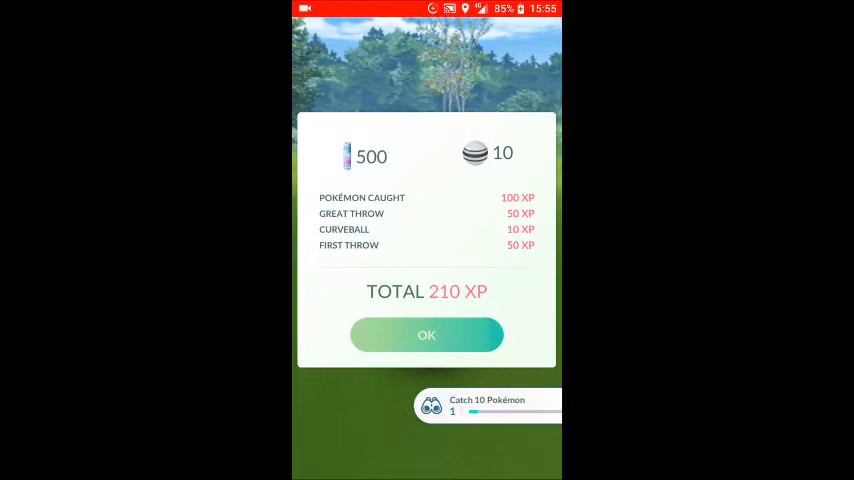 4G 85% 15:55
500 10
POKÉMON CAUGHT 100 XP
GREAT THROW 50 XP
CURVEBALL 10 XP
FIRST THROW 50 XP
TOTAL 210 XP
OK
Catch 10 Pokémon
1